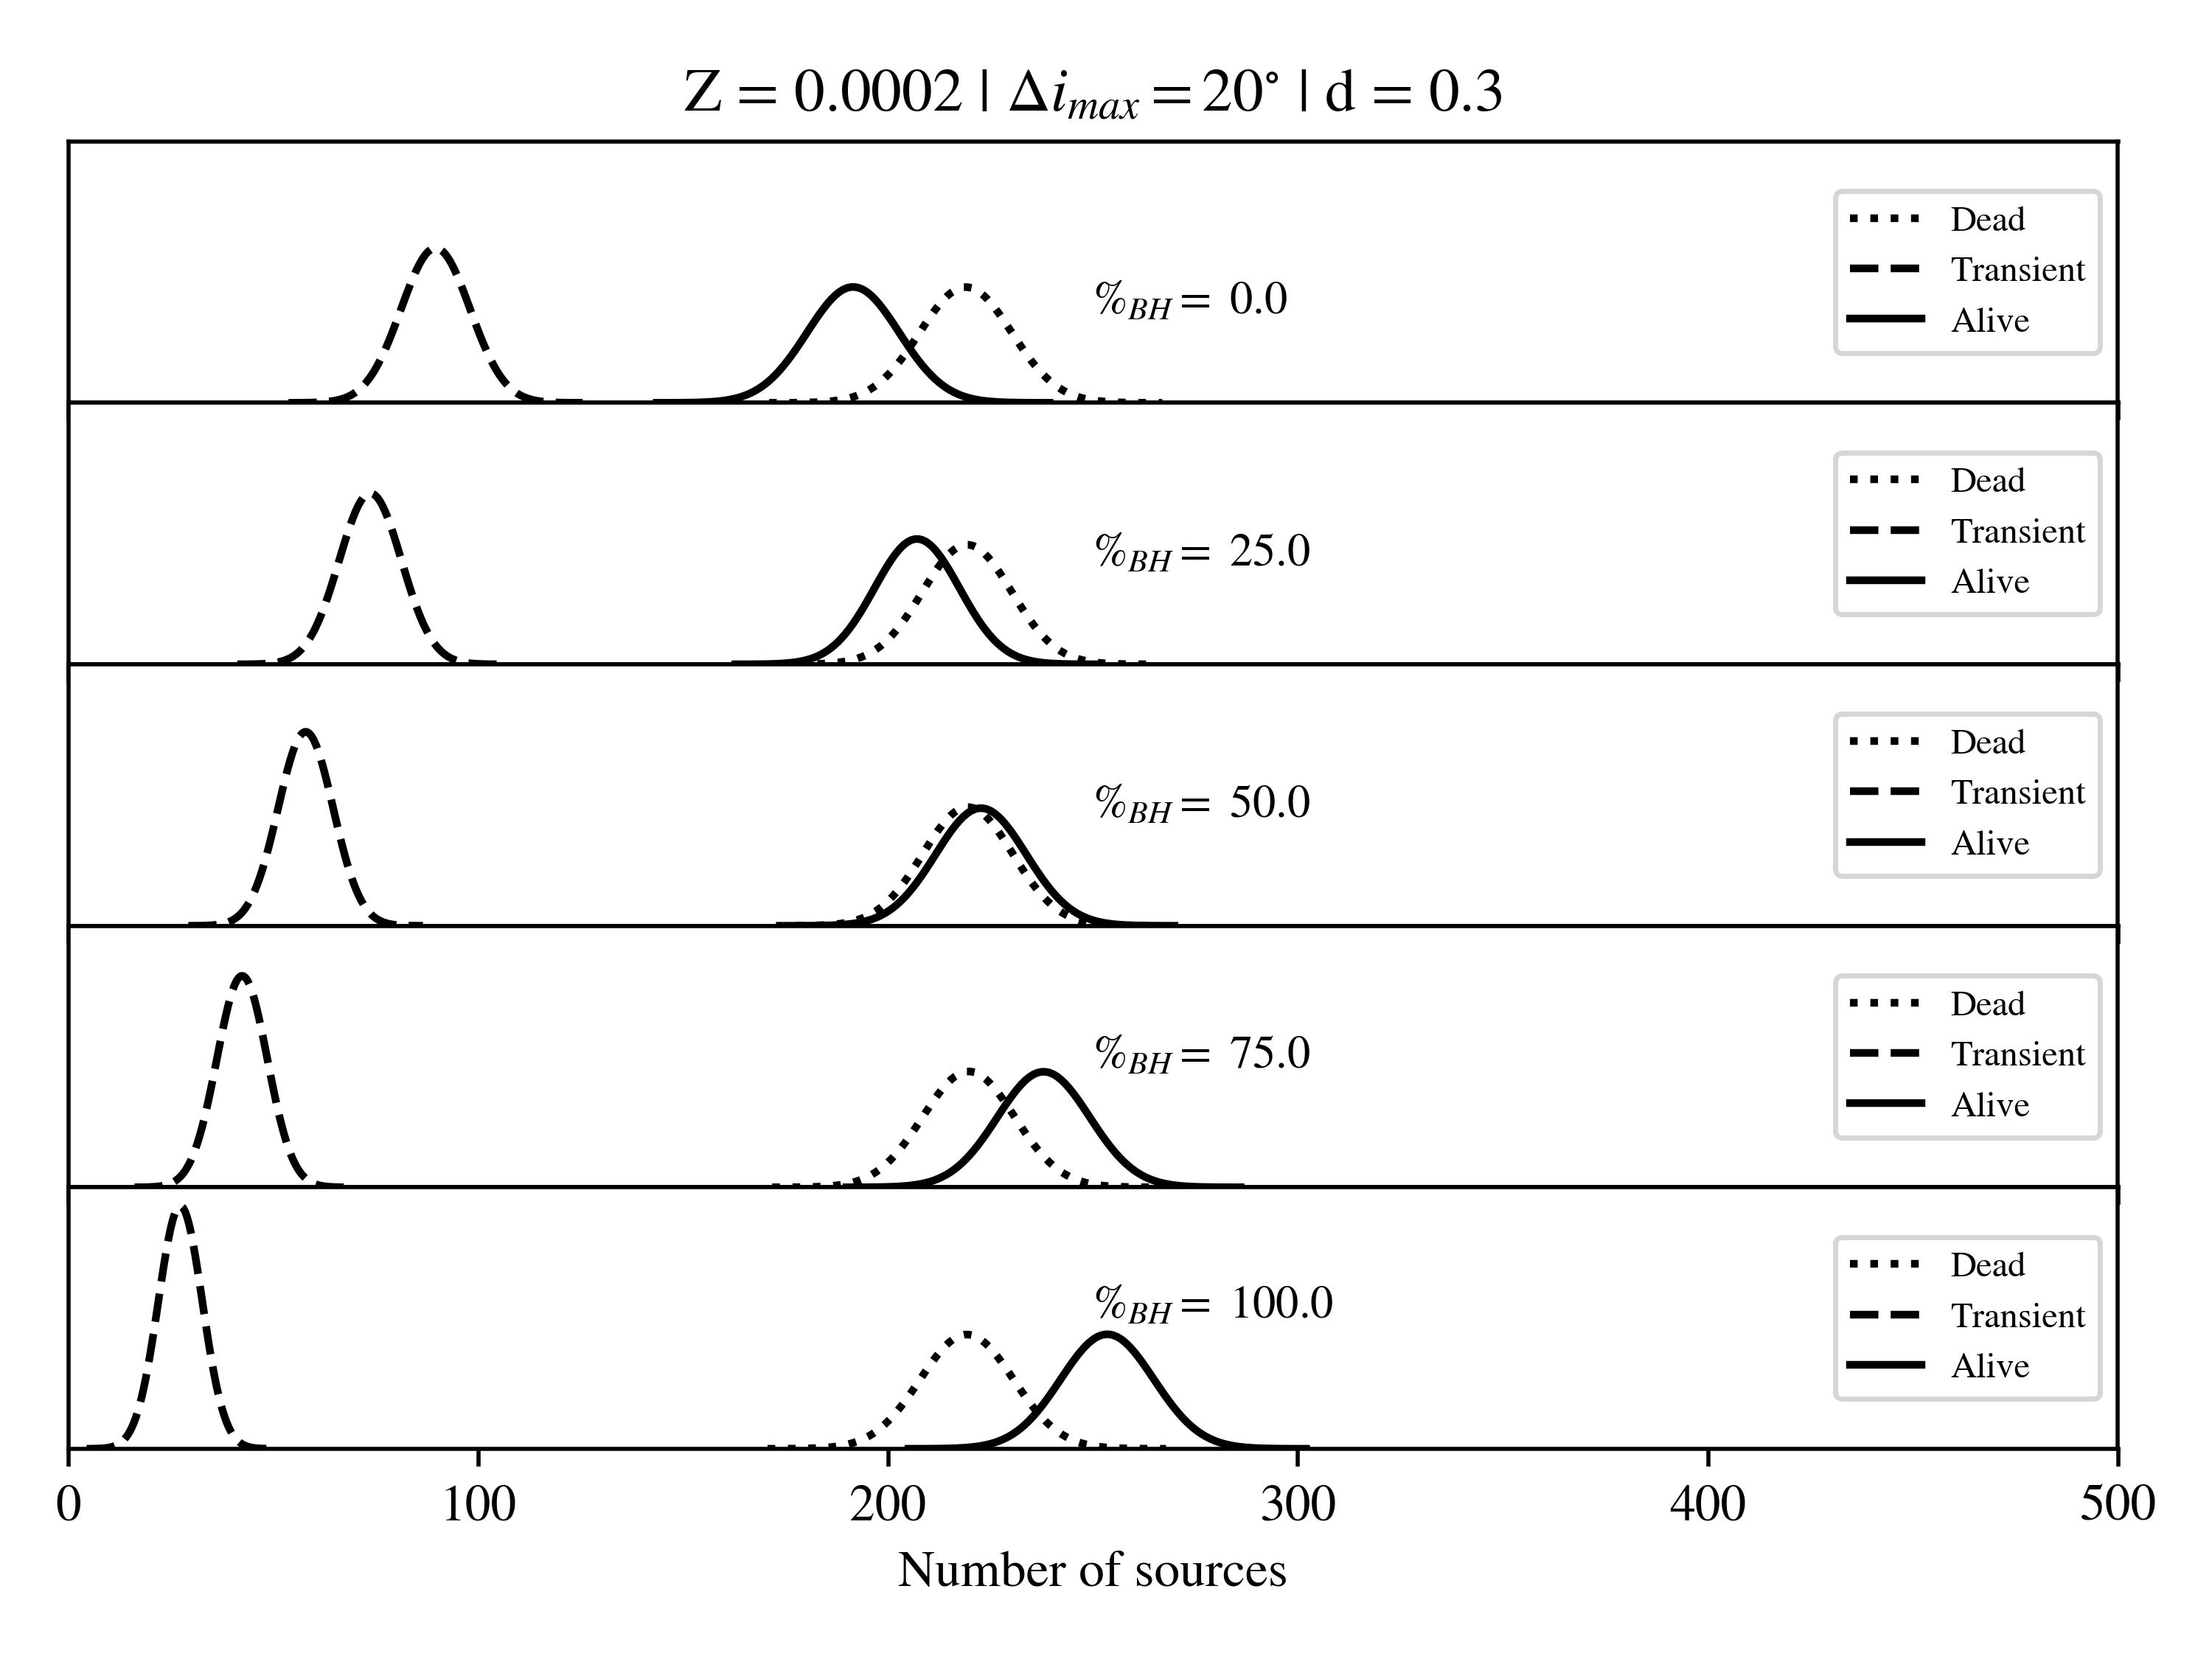 Z = 0.0002 | Δi_max = 20° | d = 0.3
%_BH = 0.0
Dead
Transient
Alive
%_BH = 25.0
Dead
Transient
Alive
%_BH = 50.0
Dead
Transient
Alive
%_BH = 75.0
Dead
Transient
Alive
%_BH = 100.0
Dead
Transient
Alive
0 100 200 300 400 500
Number of sources